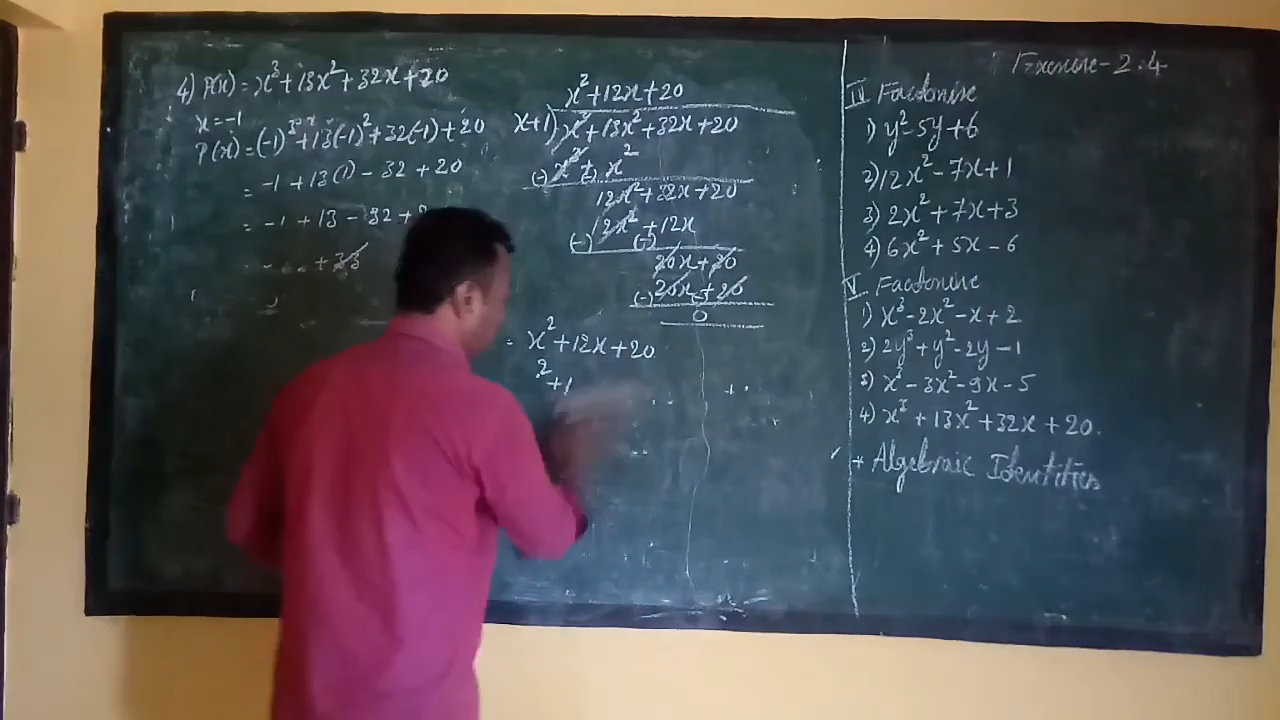 4) P(x) = x³ + 13x² + 32x + 20
x = -1
P(x) = (-1)³ + 13(-1)² + 32(-1) + 20
= -1 + 13(1) - 32 + 20
= -1 + 13 - 32 +
x² + 12x + 20
x+1) x³ + 13x² + 32x + 20
(-) x³ + (-) x²
12x² + 32x + 20
12x² + 12x
(-) (-)
20x + 20
(-) 20x + 20
0
= x² + 12x + 20
Exercise - 2.4
IV Factorise
1) y² - 5y + 6
2) 12x² - 7x + 1
3) 2x² + 7x + 3
4) 6x² + 5x - 6
V. Factorise
1) x³ - 2x² - x + 2
2) 2y³ + y² - 2y - 1
3) x³ - 3x² - 9x - 5
4) x³ + 13x² + 32x + 20.
Algebraic Identities